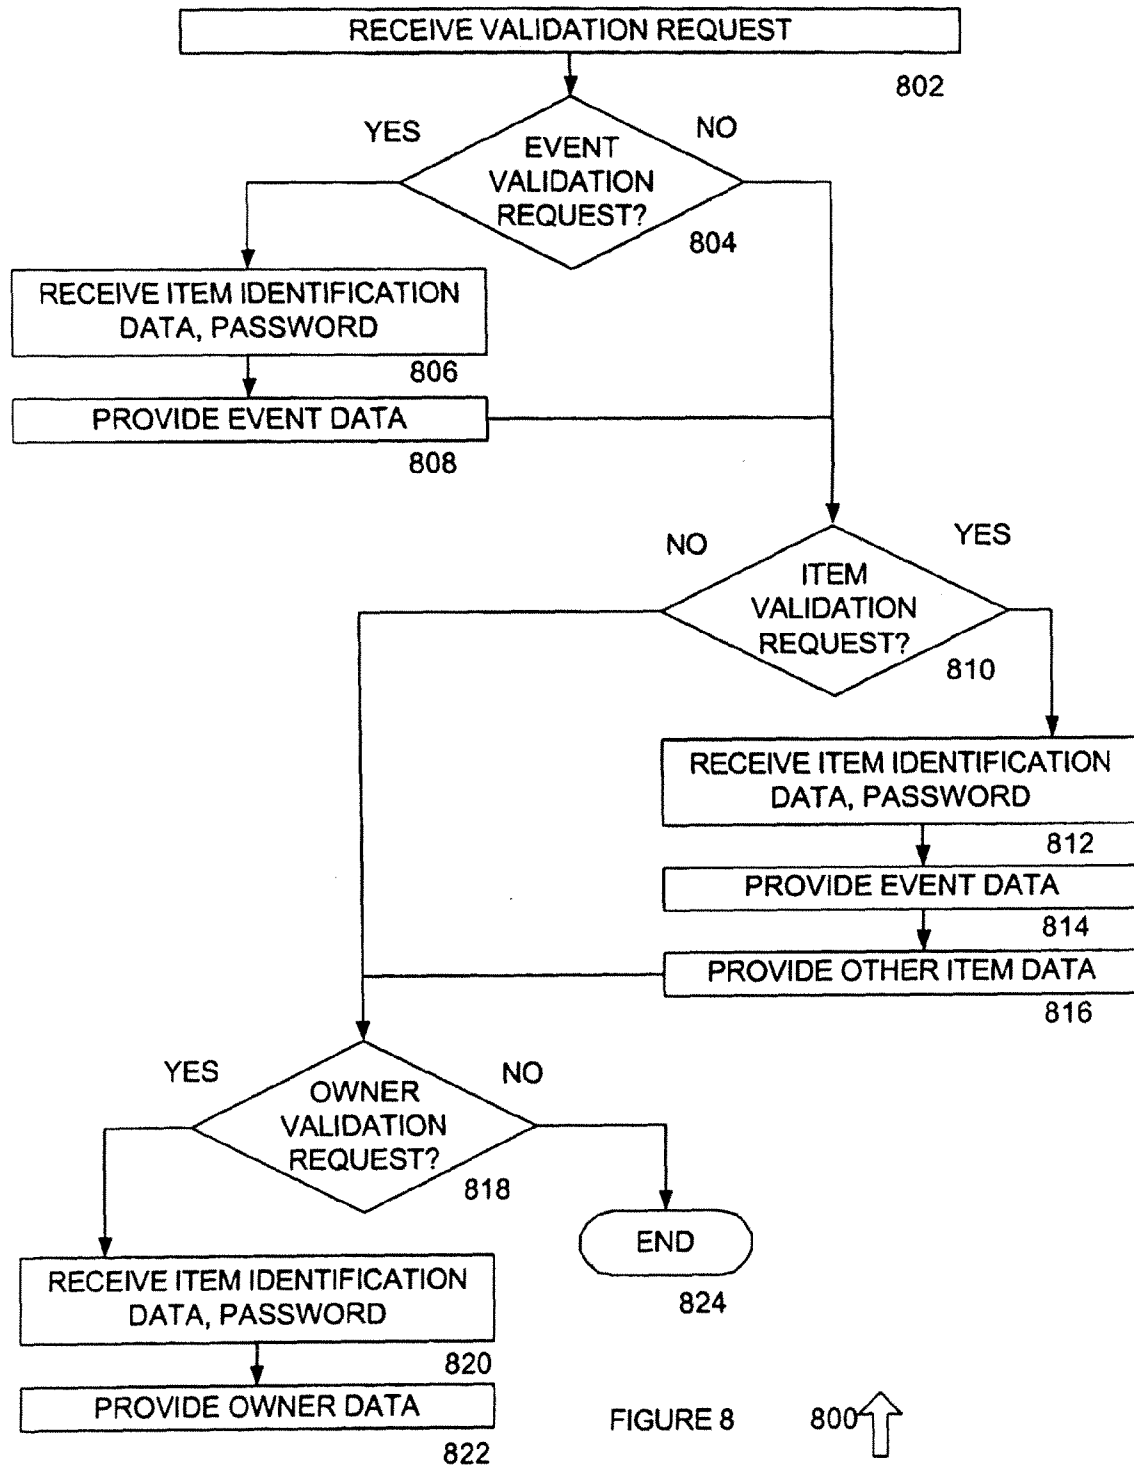 RECEIVE VALIDATION REQUEST
802
YES
NO
EVENT
VALIDATION
REQUEST?
804
RECEIVE ITEM IDENTIFICATION
DATA, PASSWORD
806
PROVIDE EVENT DATA
808
NO
YES
ITEM
VALIDATION
REQUEST?
810
RECEIVE ITEM IDENTIFICATION
DATA, PASSWORD
812
PROVIDE EVENT DATA
814
PROVIDE OTHER ITEM DATA
816
YES
NO
OWNER
VALIDATION
REQUEST?
818
END
824
RECEIVE ITEM IDENTIFICATION
DATA, PASSWORD
820
PROVIDE OWNER DATA
822
FIGURE 8
800